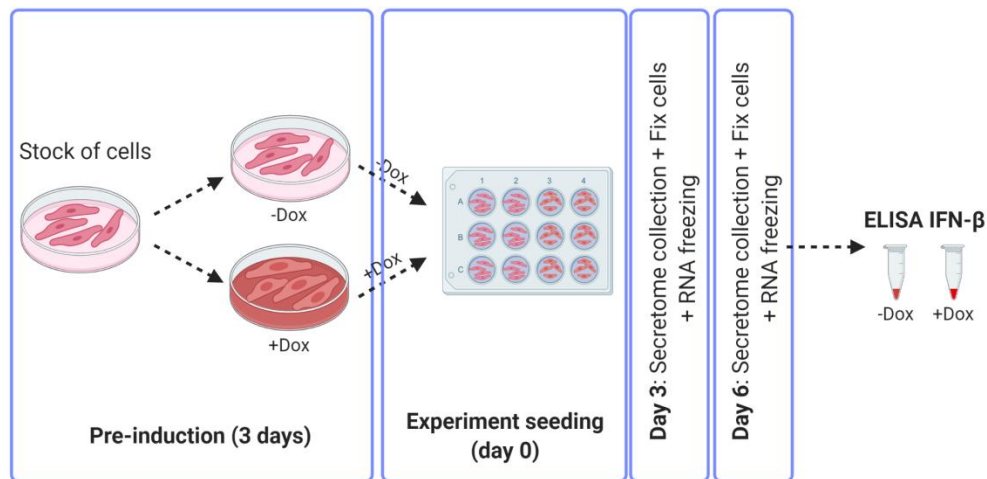 Stock of cells
-Dox
+Dox
Pre-induction (3 days)
-Dox
+Dox
1 2 3 4
A
B
C
Experiment seeding
(day 0)
Day 3: Secretome collection + Fix cells
+ RNA freezing
Day 6: Secretome collection + Fix cells
+ RNA freezing
ELISA IFN-β
-Dox +Dox